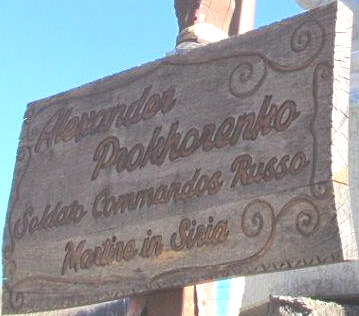 Alexander
Prokhorenko
Soldato Commandos Russo
Martire in Siria